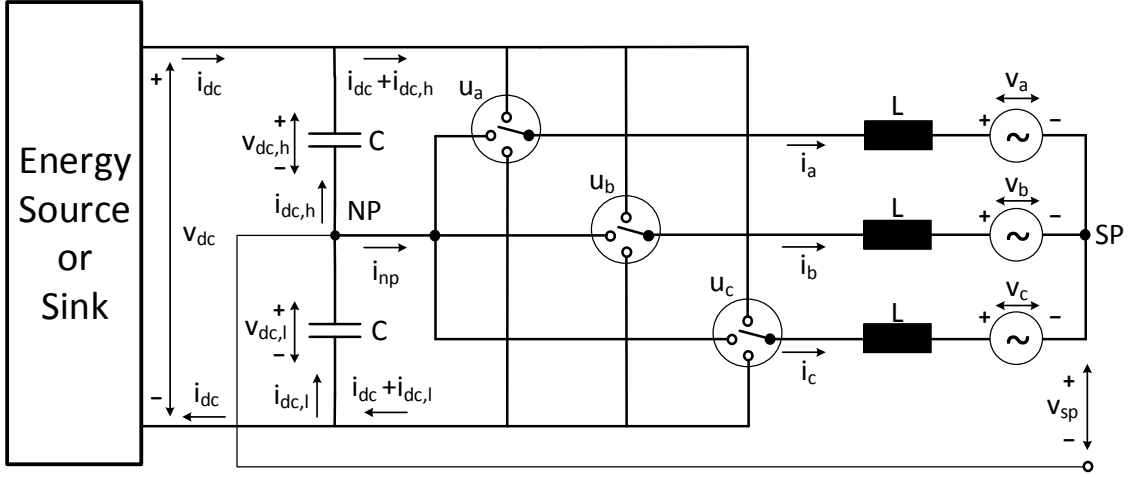 Energy
Source
or
Sink
+
i_dc
i_dc + i_dc,h
u_a
L
v_a
+ ~ −
i_a
+
v_dc,h
−
C
i_dc,h
NP
v_dc
i_np
u_b
L
v_b
+ ~ −
SP
i_b
+
v_dc,l
−
C
u_c
L
v_c
+ ~ −
i_c
−
i_dc
i_dc,l
i_dc + i_dc,l
+
v_sp
−